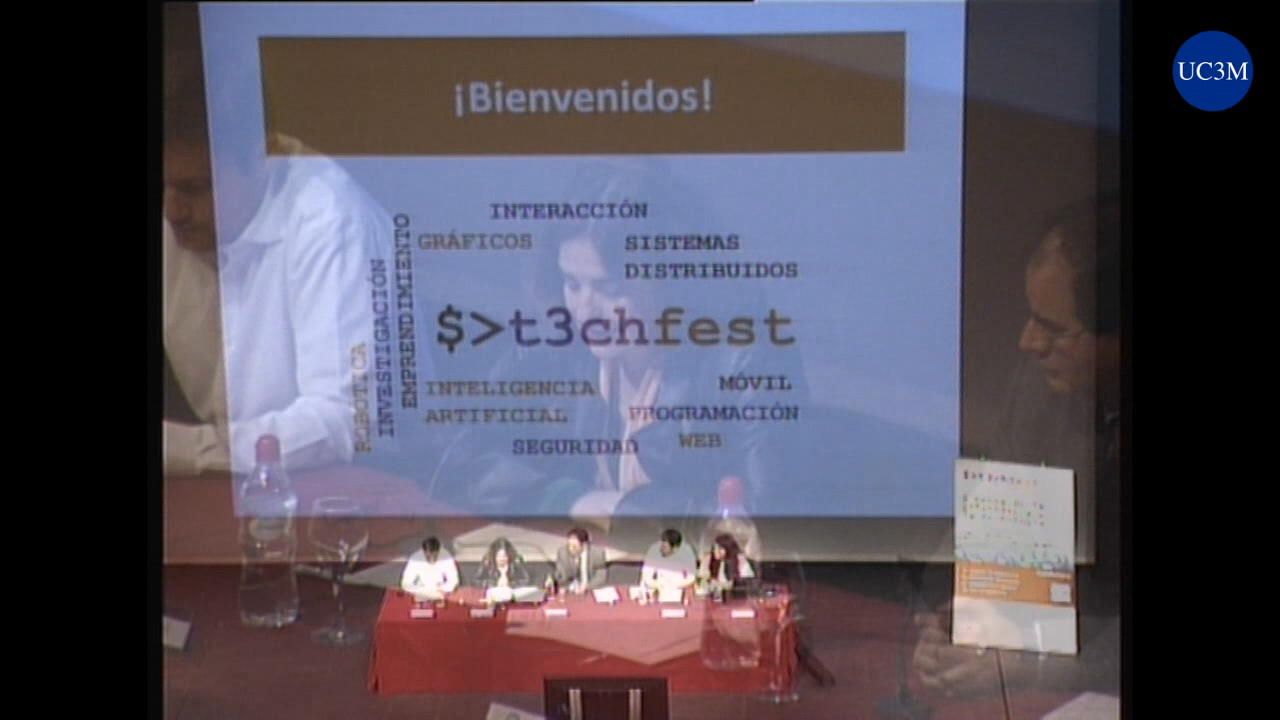 ¡Bienvenidos!
UC3M
INTERACCIÓN
GRÁFICOS
SISTEMAS
DISTRIBUIDOS
ROBÓTICA
INVESTIGACIÓN
EMPRENDIMIENTO
$>t3chfest
INTELIGENCIA
ARTIFICIAL
MÓVIL
PROGRAMACIÓN
WEB
SEGURIDAD